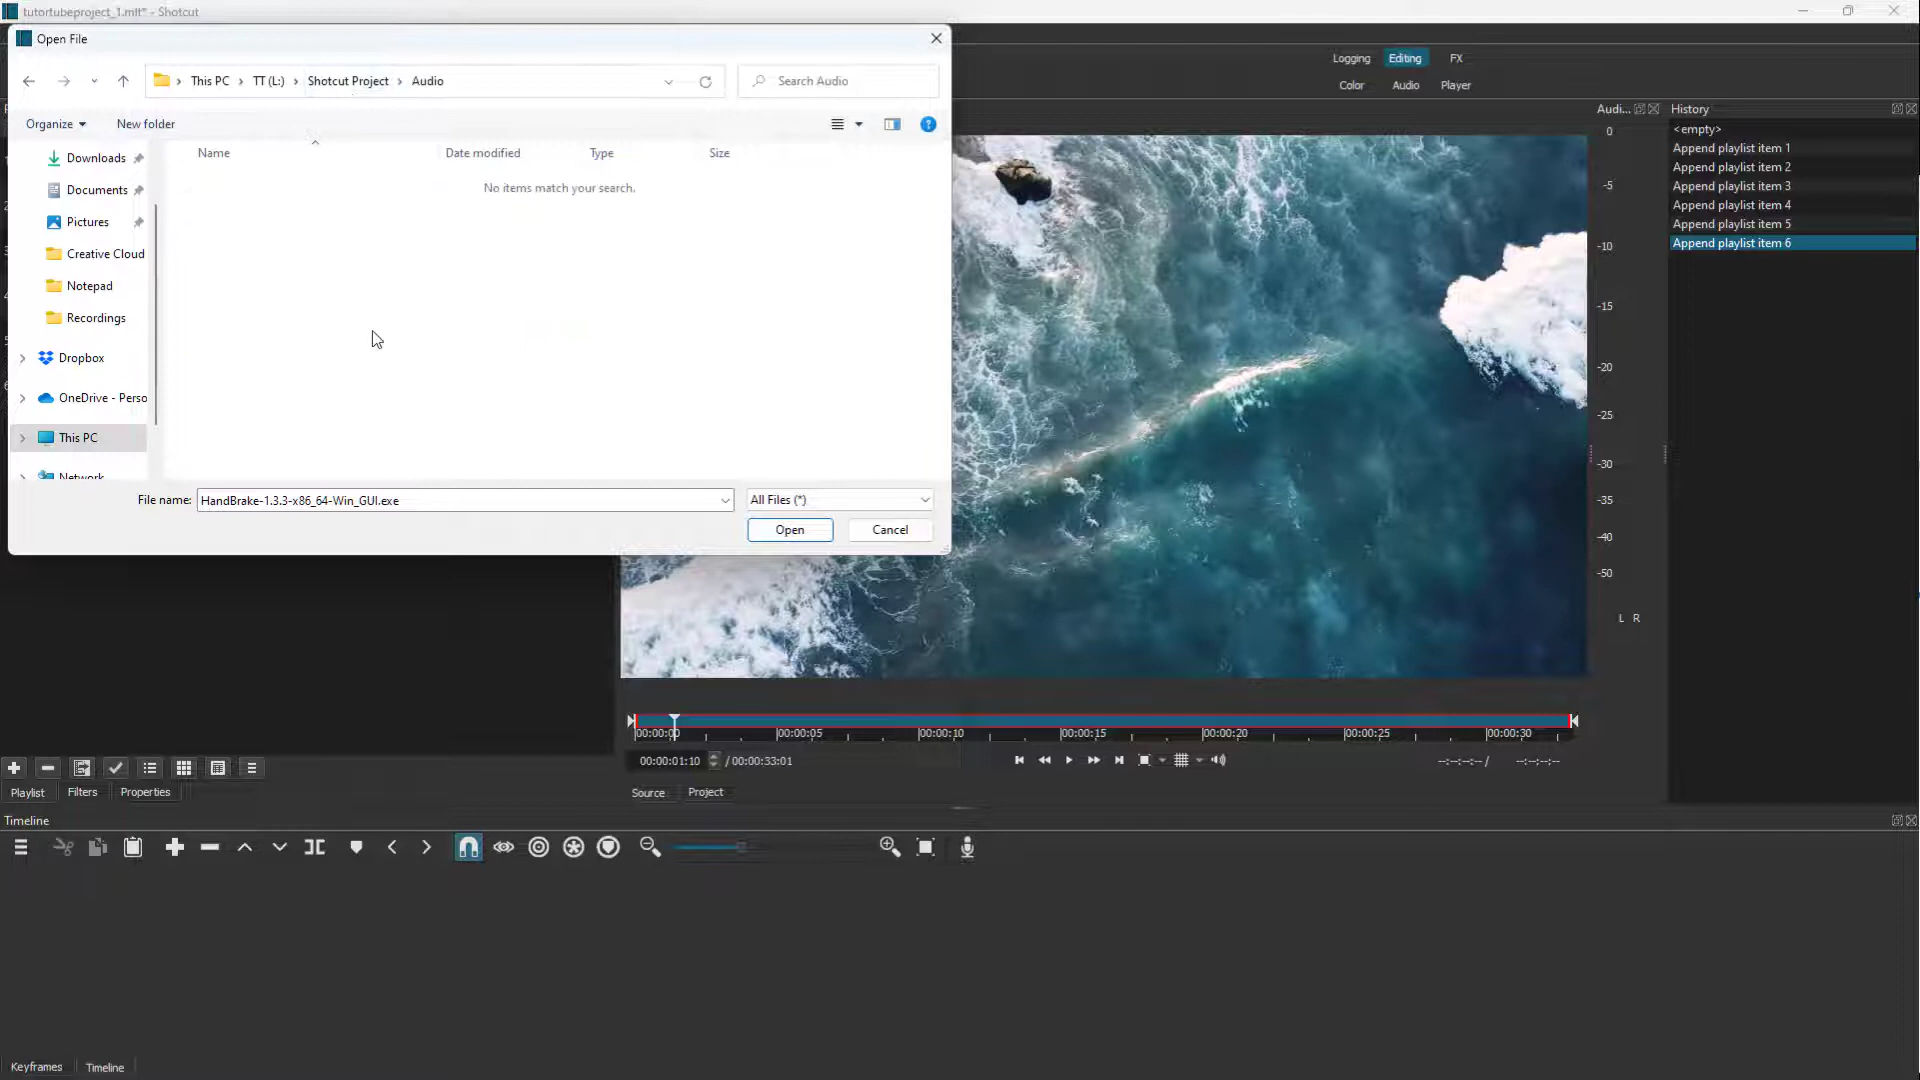 tutortubeproject_1.mlt* - Shotcut
Open File
This PC
TT (L:)
Shotcut Project
Audio
Search Audio
Organize
New folder
Name
Date modified
Type
Size
No items match your search.
Downloads
Documents
Pictures
Creative Cloud
Notepad
Recordings
Dropbox
OneDrive - Perso
This PC
Network
File name:
HandBrake-1.3.3-x86_64-Win_GUI.exe
All Files (*)
Open
Cancel
Logging
Editing
FX
Color
Audio
Player
Audi...
0
-5
-10
-15
-20
-25
-30
-35
-40
-50
L R
History
<empty>
Append playlist item 1
Append playlist item 2
Append playlist item 3
Append playlist item 4
Append playlist item 5
Append playlist item 6
00:00:00
00:00:05
00:00:10
00:00:15
00:00:20
00:00:25
00:00:30
00:00:01:10
/ 00:00:33:01
--:--:--:-- /
--:--:--:--
Source
Project
Playlist
Filters
Properties
Timeline
Keyframes
Timeline